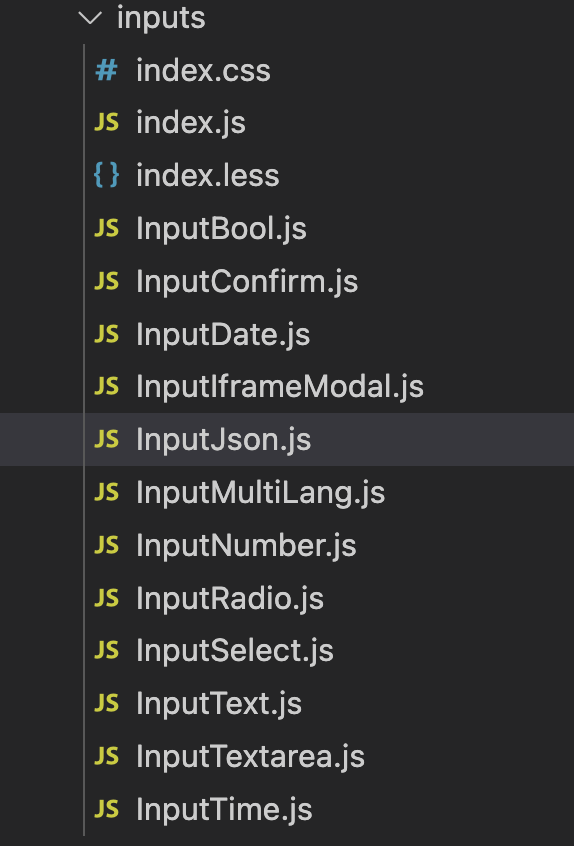 inputs
# index.css
JS index.js
{} index.less
JS InputBool.js
JS InputConfirm.js
JS InputDate.js
JS InputIframeModal.js
JS InputJson.js
JS InputMultiLang.js
JS InputNumber.js
JS InputRadio.js
JS InputSelect.js
JS InputText.js
JS InputTextarea.js
JS InputTime.js